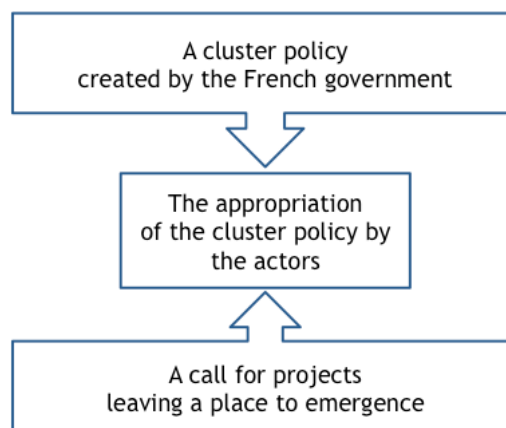 A cluster policy
created by the French government
The appropriation
of the cluster policy by
the actors
A call for projects
leaving a place to emergence